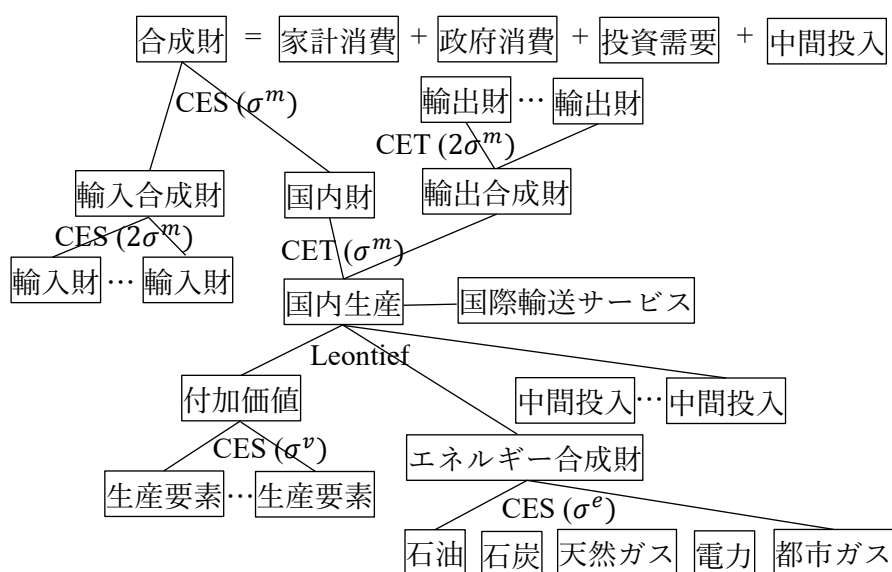 合成財 = 家計消費 + 政府消費 + 投資需要 + 中間投入
CES (σ^m)
輸出財 … 輸出財
CET (2σ^m)
輸入合成財 国内財 輸出合成財
CES (2σ^m)
CET (σ^m)
輸入財 … 輸入財
国内生産 国際輸送サービス
Leontief
付加価値 中間投入 … 中間投入
CES (σ^v)
エネルギー合成財
生産要素 … 生産要素
CES (σ^e)
石油 石炭 天然ガス 電力 都市ガス